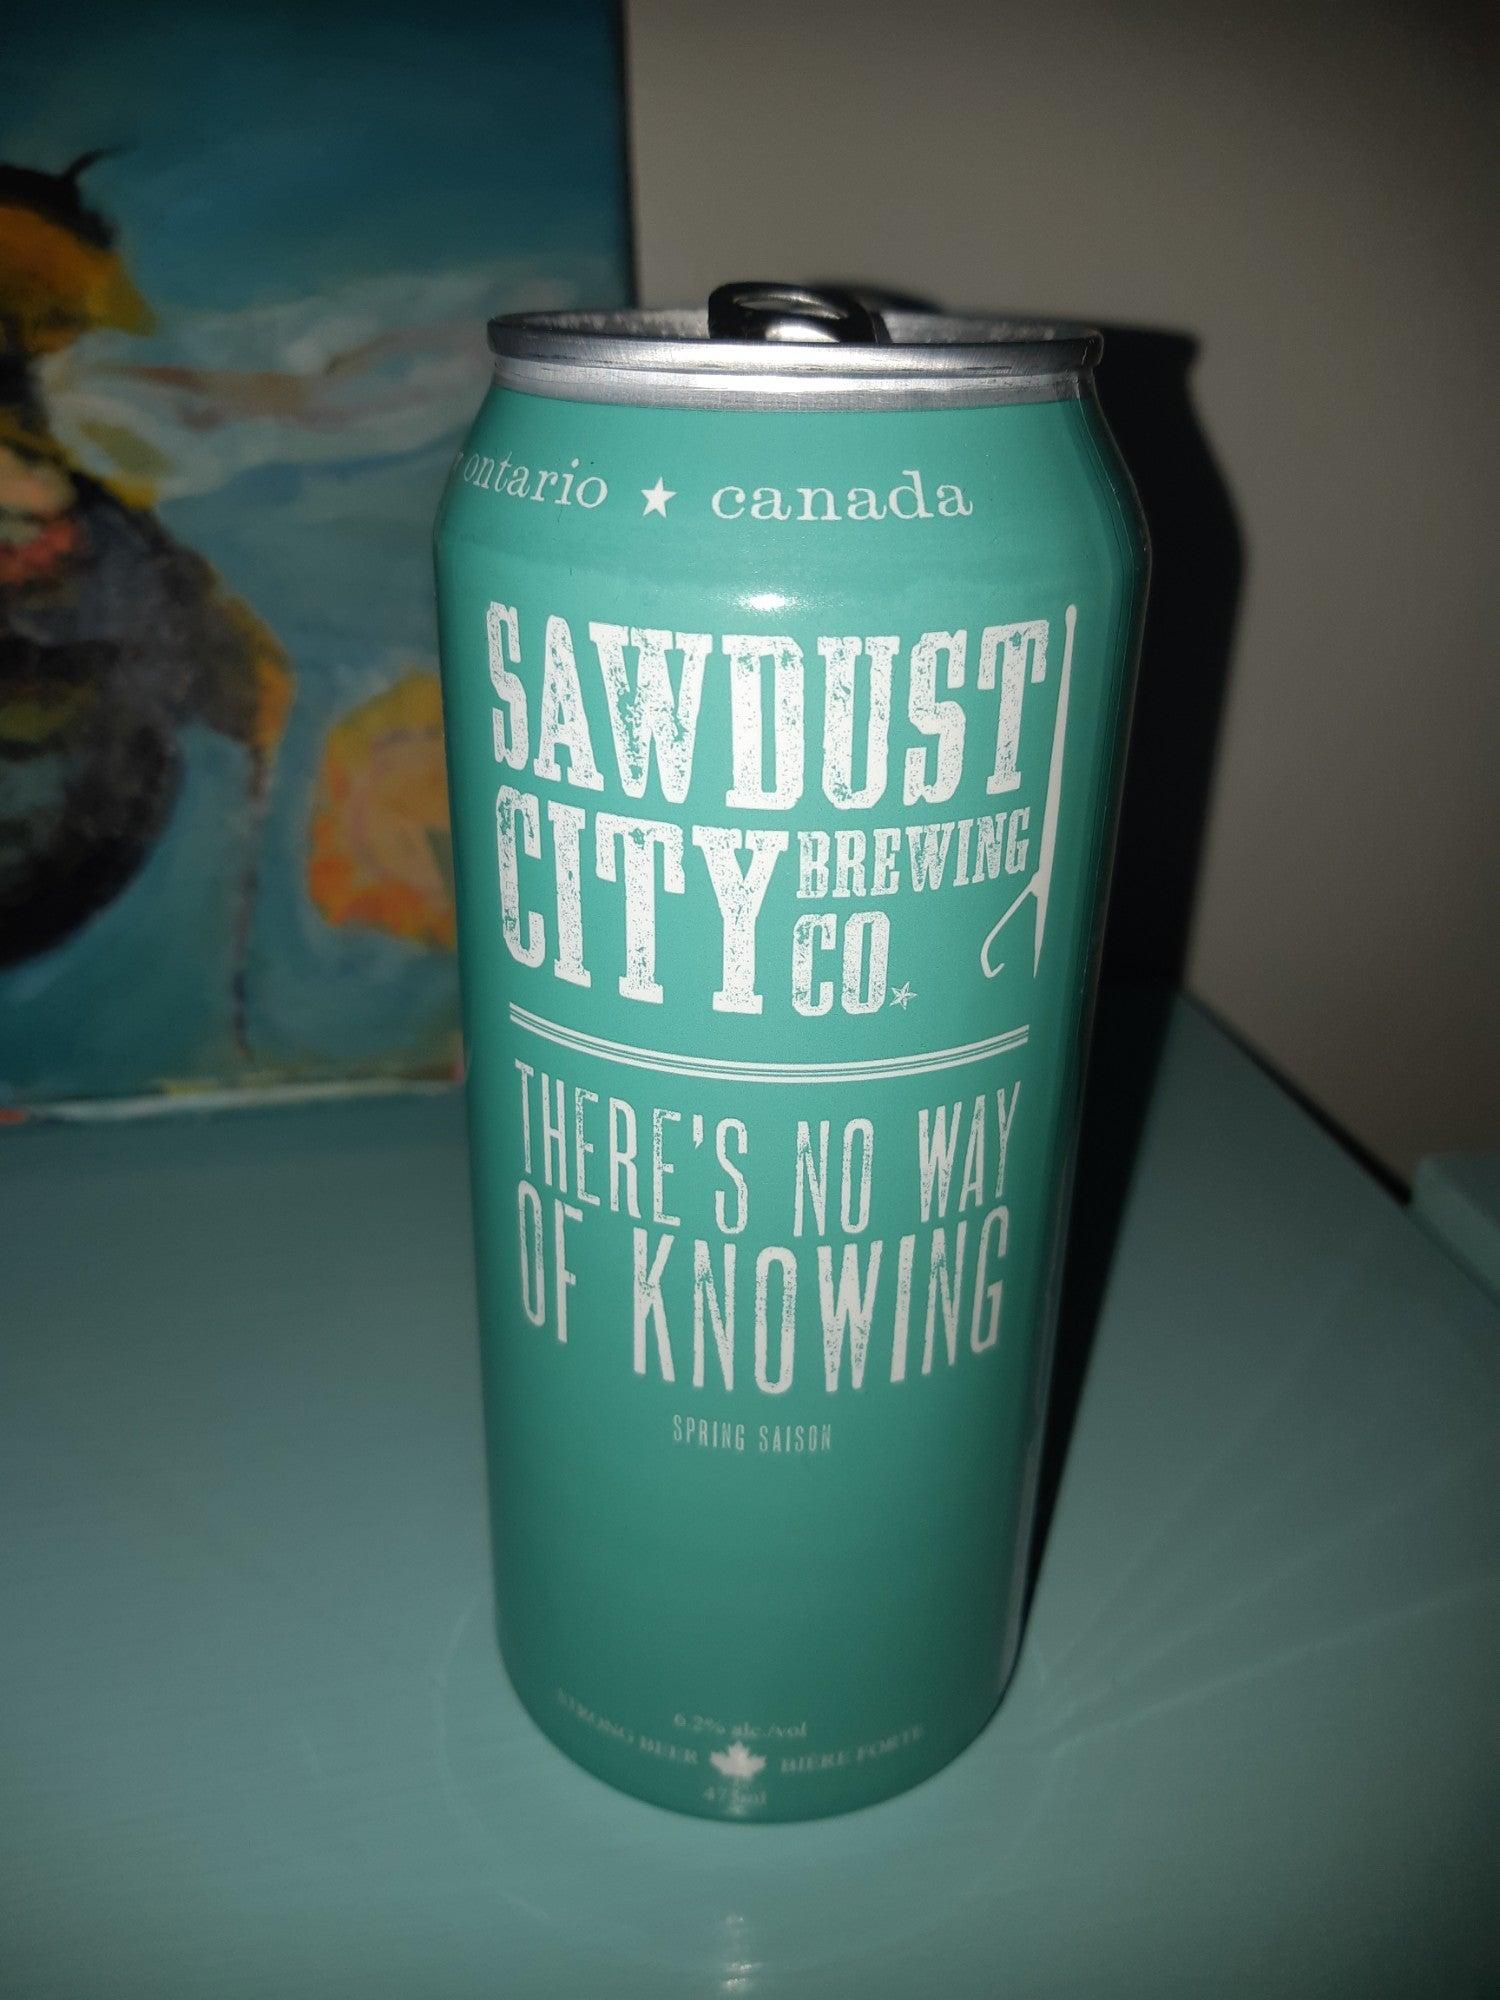 ontario ★ canada
SAWDUST
CITY BREWING
CO.
THERE'S NO WAY
OF KNOWING
SPRING SAISON
6.2% alc./vol
STRONG BEER BIÈRE FORTE
473ml